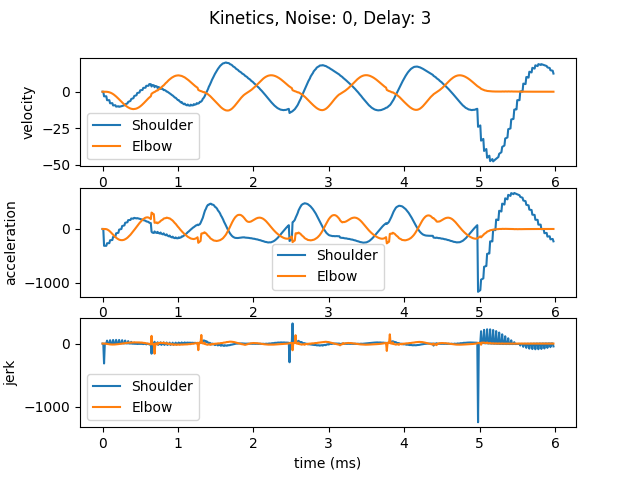 Kinetics, Noise: 0, Delay: 3
velocity
0
−25
−50
Shoulder
Elbow
0 1 2 3 4 5 6
acceleration
0
−1000
Shoulder
Elbow
0 1 2 3 4 5 6
jerk
0
−1000
Shoulder
Elbow
0 1 2 3 4 5 6
time (ms)